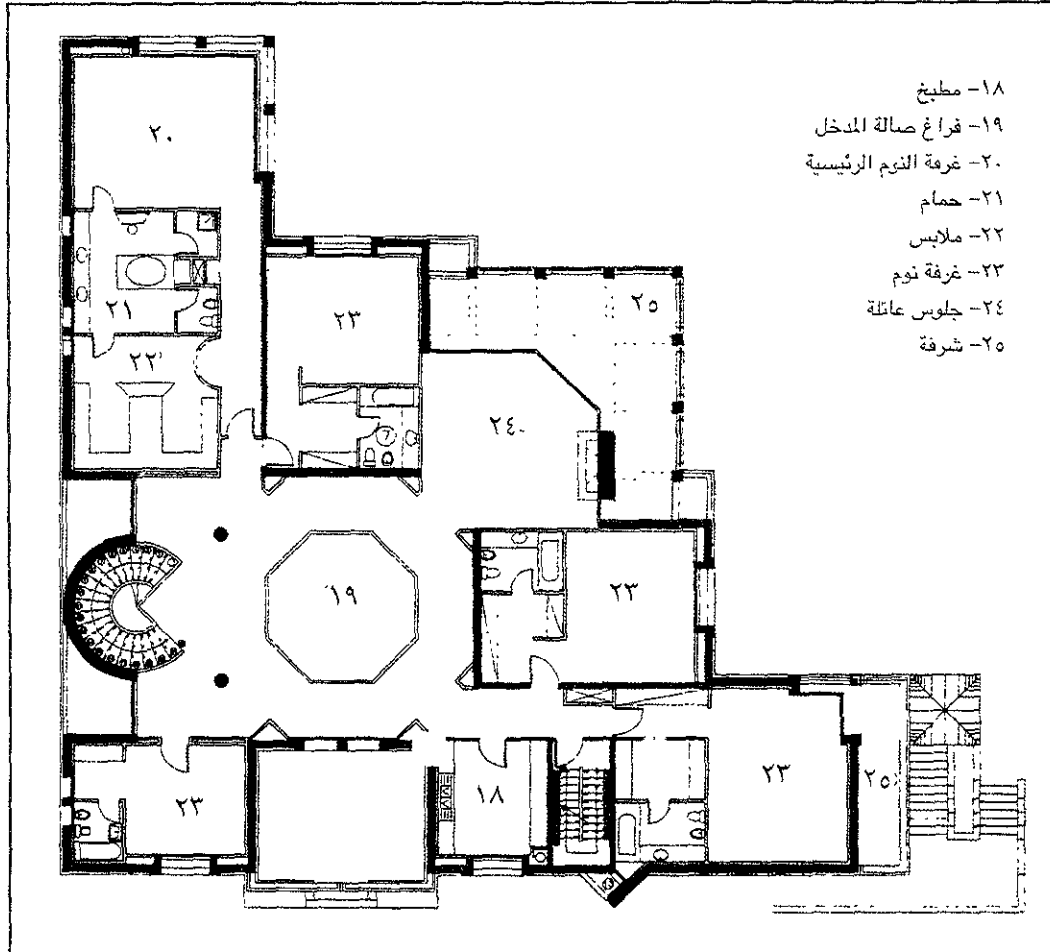 ١٨- مطبخ
١٩- فراغ صالة المدخل
٢٠- غرفة النوم الرئيسية
٢١- حمام
٢٢- ملابس
٢٣- غرفة نوم
٢٤- جلوس عائلة
٢٥- شرفة
٢٠
٢٥
٢٣
٢١
٢٢
٢٤
١٩
٢٣
٢٣
١٨
٢٣
٢٥